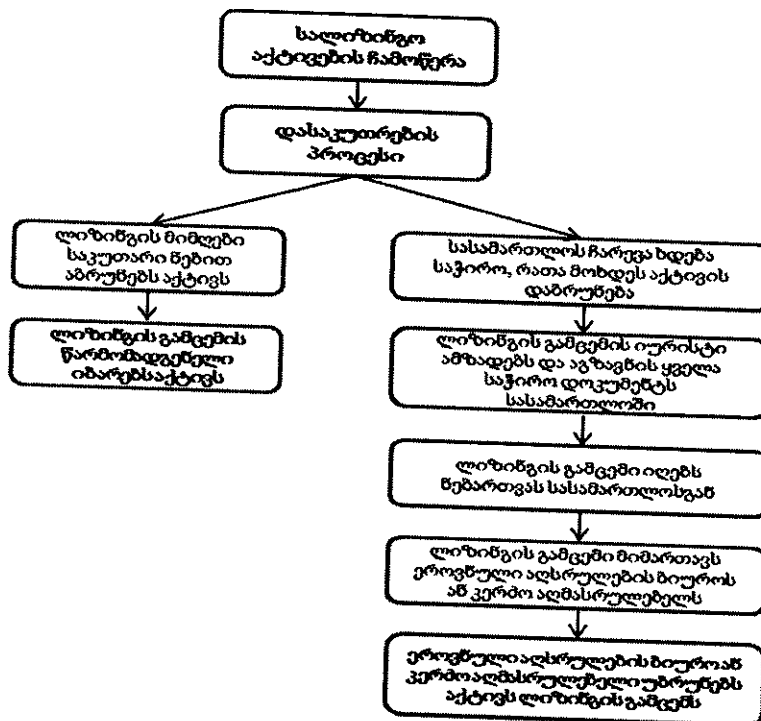 სალიზინგო
აქტივების ჩამოწერა
დასაკუთრების
პროცესი
ლიზინგის მიმღები
საკუთარი ნებით
აბრუნებს აქტივს
ლიზინგის გამცემის
წარმომადგენელი
იბარებს აქტივს
სასამართლოს ჩარევა ხდება
საჭირო, რათა მოხდეს აქტივის
დაბრუნება
ლიზინგის გამცემის იურისტი
ამზადებს და აგზავნის ყველა
საჭირო დოკუმენტს
სასამართლოში
ლიზინგის გამცემი იღებს
ნებართვას სასამართლოსგან
ლიზინგის გამცემი მიმართავს
ეროვნული აღსრულების ბიუროს
ან კერძო აღმასრულებელს
ეროვნული აღსრულების ბიურო ან
კერძო აღმასრულებელი უბრუნებს
აქტივს ლიზინგის გამცემს